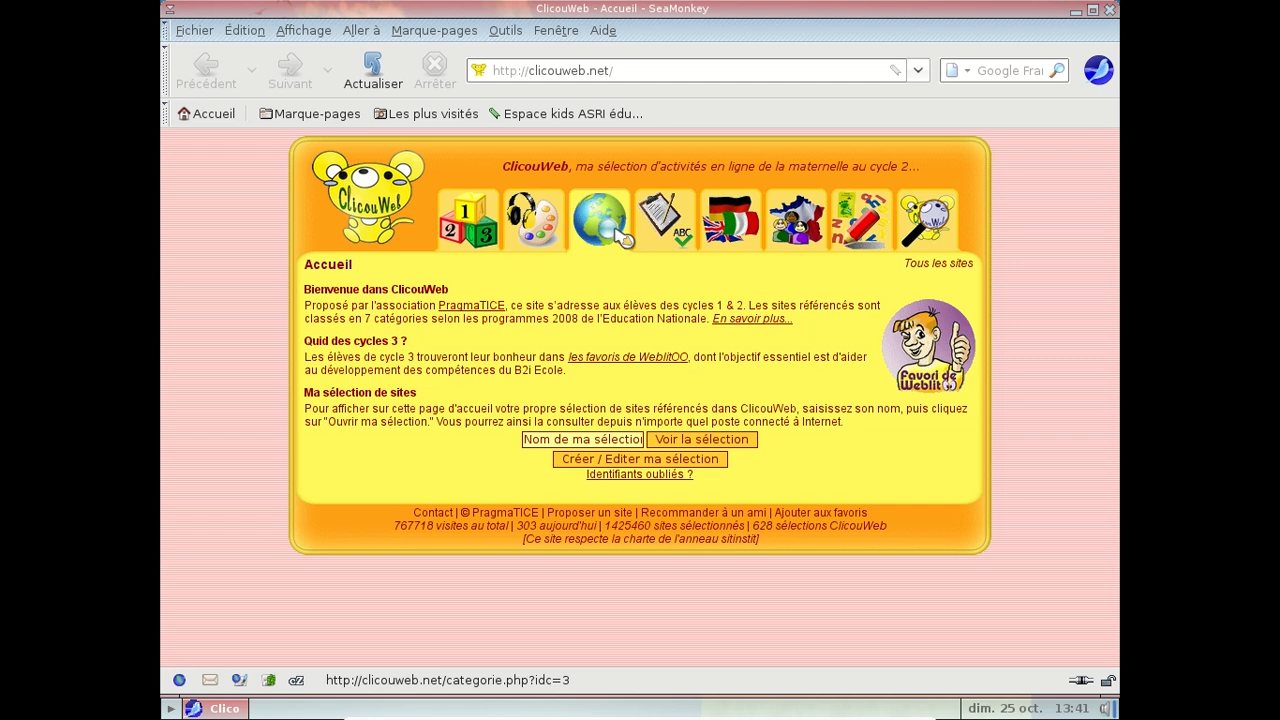 ClicouWeb - Accueil - SeaMonkey
Fichier Édition Affichage Aller à Marque-pages Outils Fenêtre Aide
Précédent Suivant Actualiser Arrêter http://clicouweb.net/ Google Fra
Accueil Marque-pages Les plus visités Espace kids ASRI édu...
ClicouWeb
ClicouWeb, ma sélection d'activités en ligne de la maternelle au cycle 2...
1 2 3
ABC
Accueil
Tous les sites
Bienvenue dans ClicouWeb
Proposé par l'association PragmaTICE, ce site s'adresse aux élèves des cycles 1 & 2. Les sites référencés sont
classés en 7 catégories selon les programmes 2008 de l'Education Nationale. En savoir plus...
Quid des cycles 3 ?
Les élèves de cycle 3 trouveront leur bonheur dans les favoris de WeblitOO, dont l'objectif essentiel est d'aider
au développement des compétences du B2i Ecole.
Favori de
Weblitoo
Ma sélection de sites
Pour afficher sur cette page d'accueil votre propre sélection de sites référencés dans ClicouWeb, saisissez son nom, puis cliquez
sur "Ouvrir ma sélection." Vous pourrez ainsi la consulter depuis n'importe quel poste connecté à Internet.
Nom de ma sélection Voir la sélection
Créer / Editer ma sélection
Identifiants oubliés ?
Contact | © PragmaTICE | Proposer un site | Recommander à un ami | Ajouter aux favoris
767718 visites au total | 303 aujourd'hui | 1425460 sites sélectionnés | 628 sélections ClicouWeb
[Ce site respecte la charte de l'anneau sitinstit]
http://clicouweb.net/categorie.php?idc=3
Clico
dim. 25 oct. 13:41